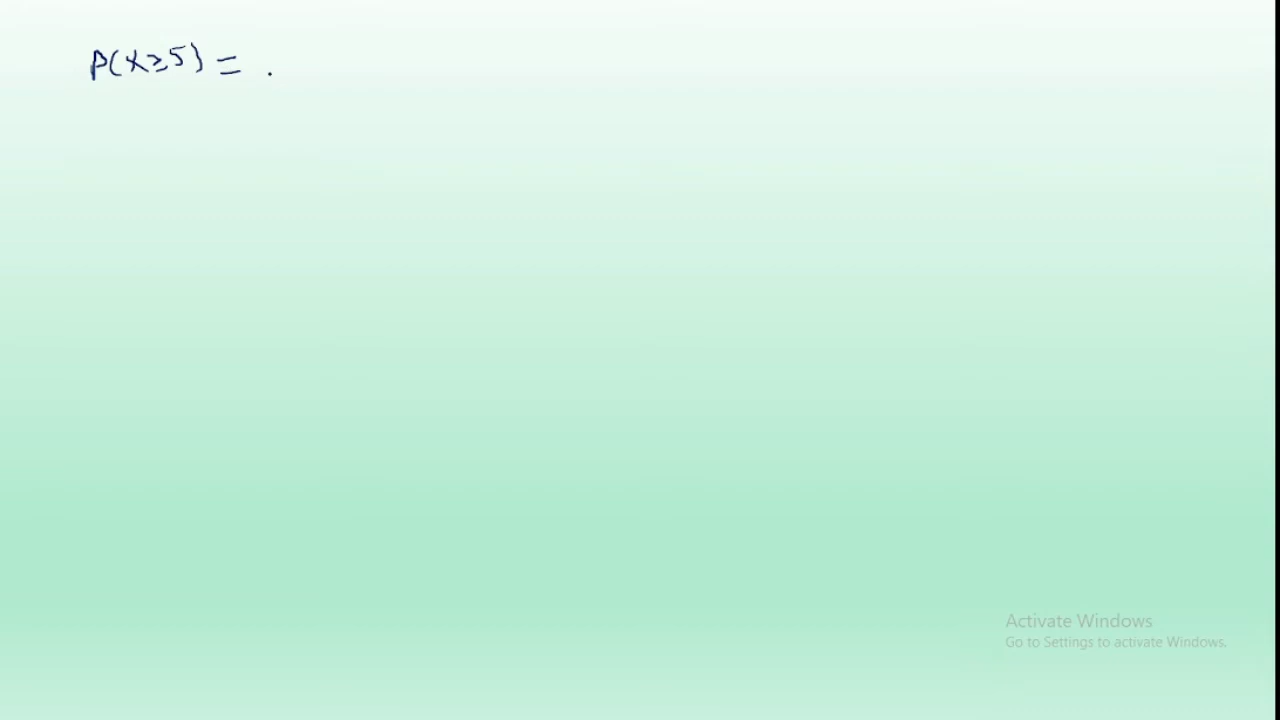 P(x≥5) = .
Activate Windows
Go to Settings to activate Windows.